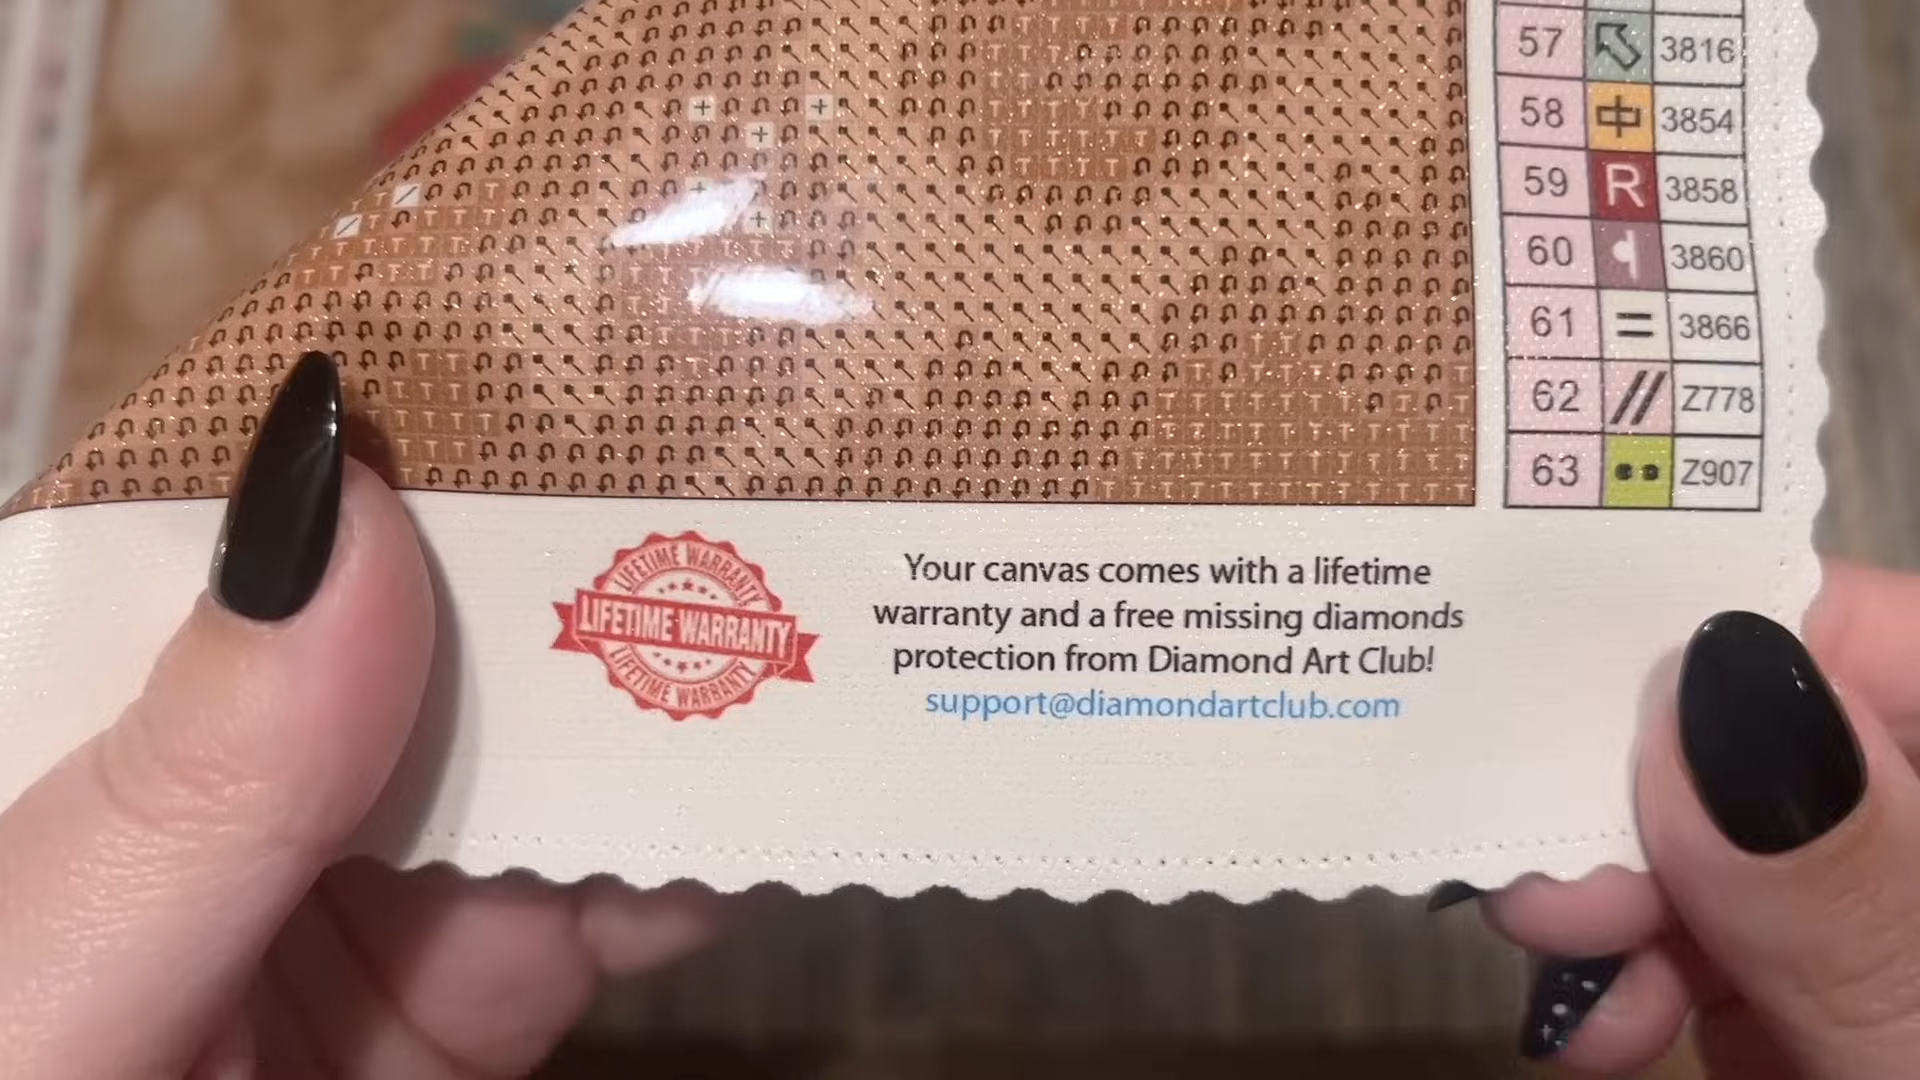 57 3816
58 3854
59 R 3858
60 3860
61 = 3866
62 // Z778
63 Z907
LIFETIME WARRANTY
LIFETIME WARRANTY
LIFETIME WARRANTY
Your canvas comes with a lifetime
warranty and a free missing diamonds
protection from Diamond Art Club!
support@diamondartclub.com